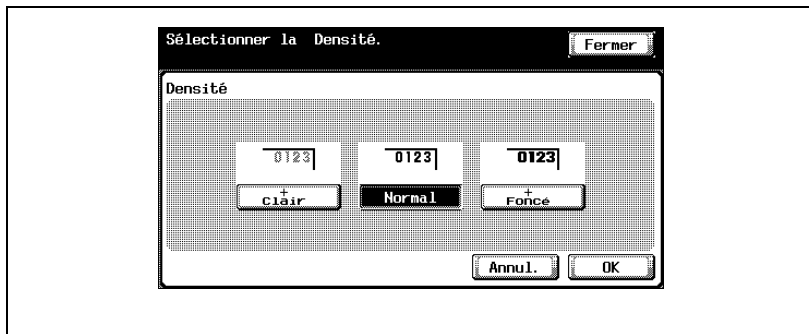 Sélectionner la Densité.
Fermer
Densité
0123 0123 0123
+ Clair Normal + Foncé
Annul. OK